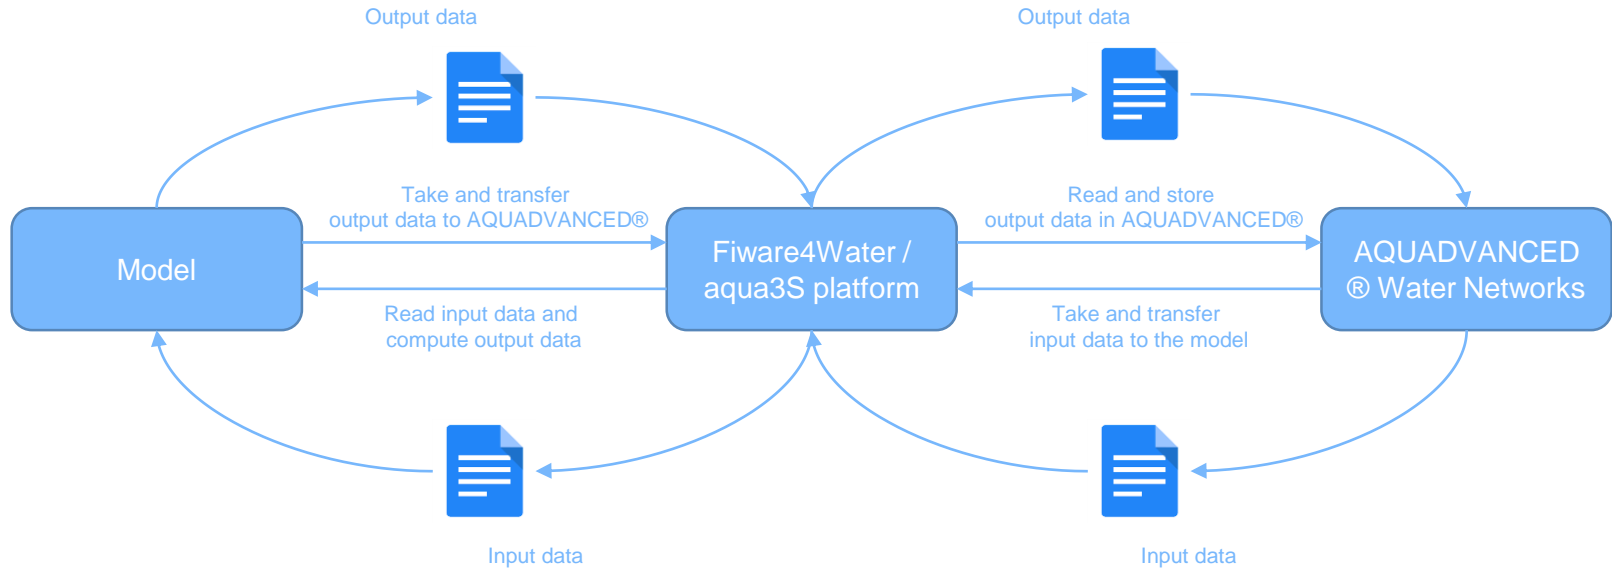 Output data
Output data
Take and transfer
output data to AQUADVANCED®
Read and store
output data in AQUADVANCED®
Model
Fiware4Water /
aqua3S platform
AQUADVANCED
® Water Networks
Read input data and
compute output data
Take and transfer
input data to the model
Input data
Input data